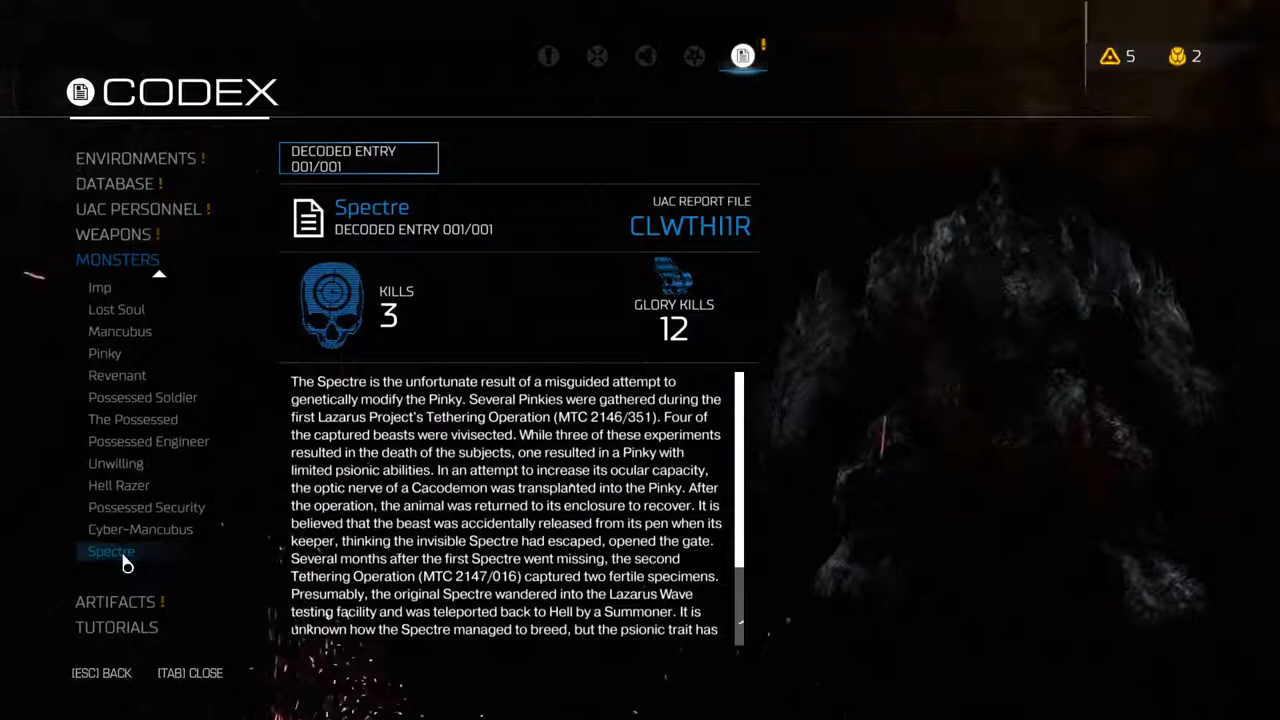 5
2
CODEX
ENVIRONMENTS !
DATABASE !
UAC PERSONNEL !
WEAPONS !
MONSTERS
Imp
Lost Soul
Mancubus
Pinky
Revenant
Possessed Soldier
The Possessed
Possessed Engineer
Unwilling
Hell Razer
Possessed Security
Cyber-Mancubus
Spectre
ARTIFACTS !
TUTORIALS
[ESC] BACK
[TAB] CLOSE
DECODED ENTRY
001/001
Spectre
DECODED ENTRY 001/001
UAC REPORT FILE
CLWTHI1R
KILLS
3
GLORY KILLS
12
The Spectre is the unfortunate result of a misguided attempt to
genetically modify the Pinky. Several Pinkies were gathered during the
first Lazarus Project's Tethering Operation (MTC 2146/351). Four of
the captured beasts were vivisected. While three of these experiments
resulted in the death of the subjects, one resulted in a Pinky with
limited psionic abilities. In an attempt to increase its ocular capacity,
the optic nerve of a Cacodemon was transplanted into the Pinky. After
the operation, the animal was returned to its enclosure to recover. It is
believed that the beast was accidentally released from its pen when its
keeper, thinking the invisible Spectre had escaped, opened the gate.
Several months after the first Spectre went missing, the second
Tethering Operation (MTC 2147/016) captured two fertile specimens.
Presumably, the original Spectre wandered into the Lazarus Wave
testing facility and was teleported back to Hell by a Summoner. It is
unknown how the Spectre managed to breed, but the psionic trait has